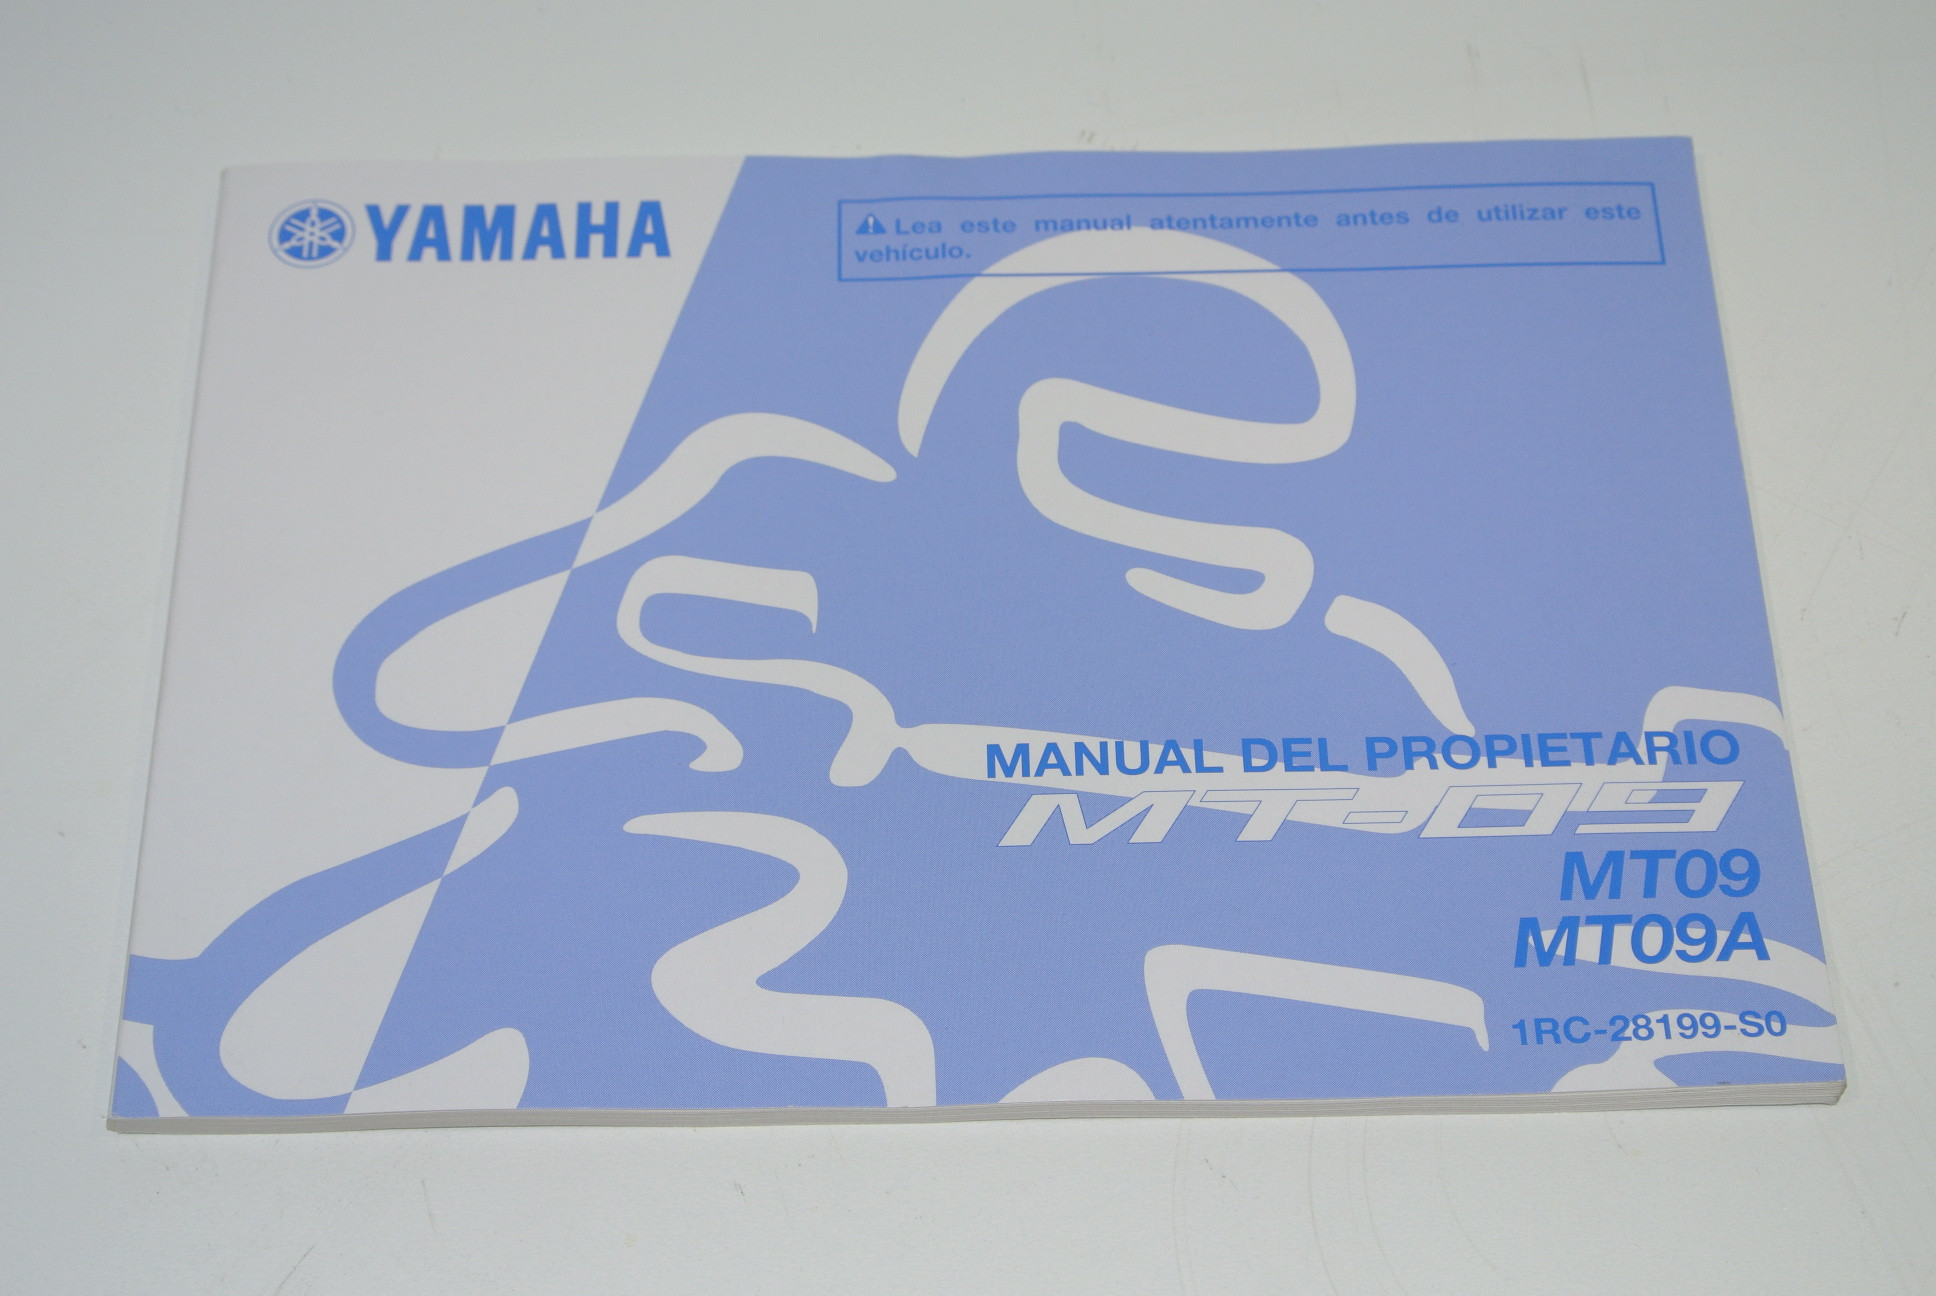 YAMAHA
⚠ Lea este manual atentamente antes de utilizar este
vehículo.
MANUAL DEL PROPIETARIO
MT-09
MT09
MT09A
1RC-28199-S0